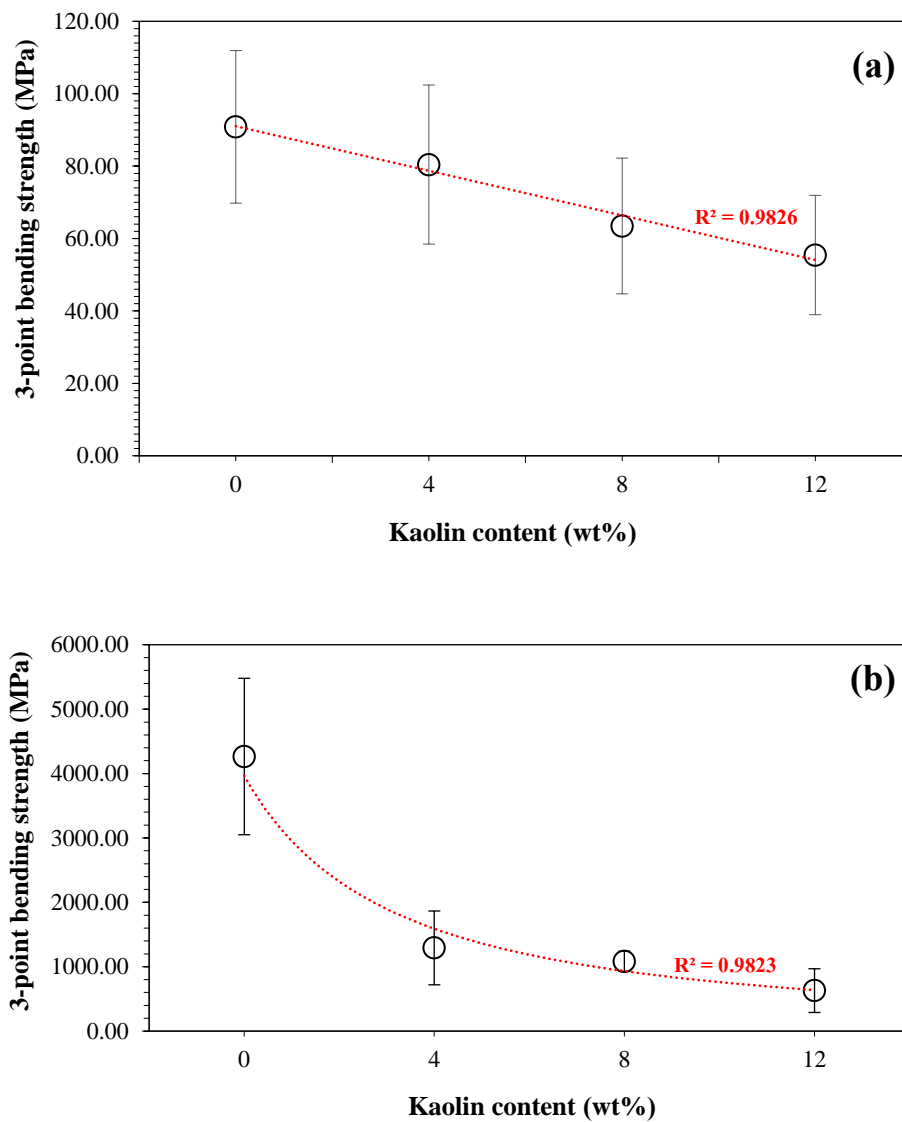 120.00
100.00
80.00
60.00
40.00
20.00
0.00
3-point bending strength (MPa)
(a)
R² = 0.9826
0 4 8 12
Kaolin content (wt%)
6000.00
5000.00
4000.00
3000.00
2000.00
1000.00
0.00
3-point bending strength (MPa)
(b)
R² = 0.9823
0 4 8 12
Kaolin content (wt%)